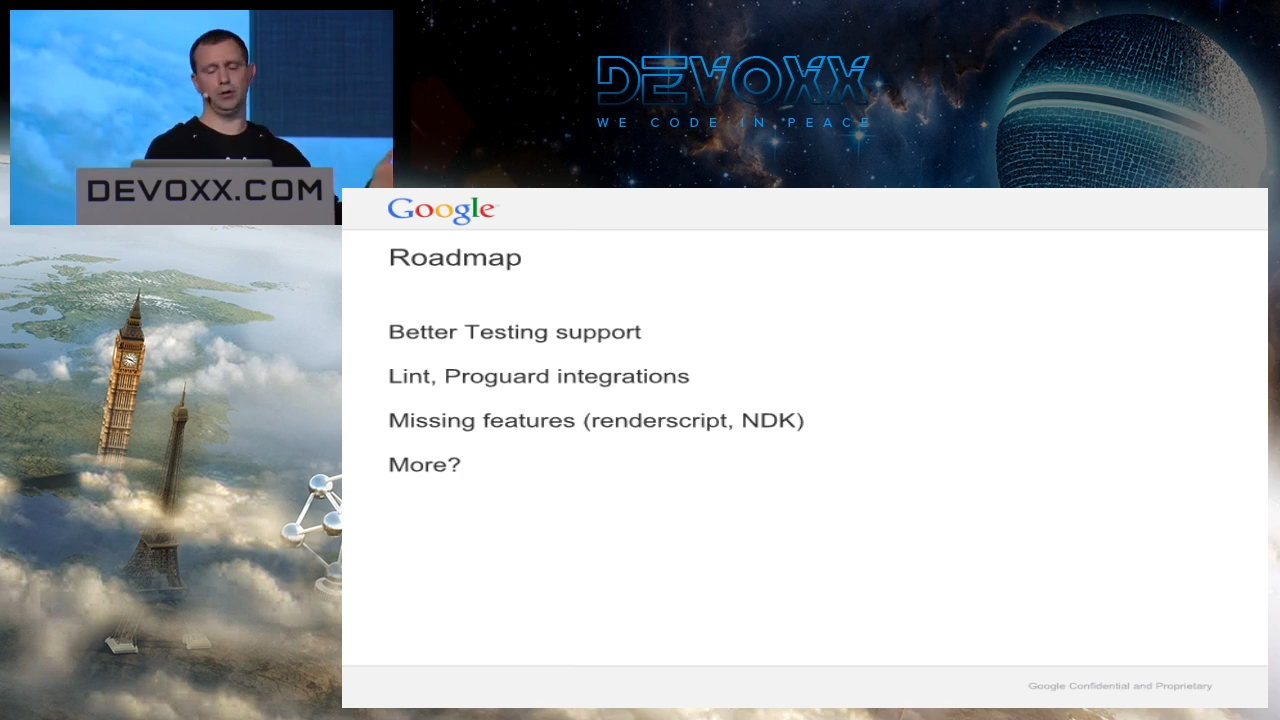 DEVOXX
WE CODE IN PEACE
DEVOXX.COM
Google
Roadmap
Better Testing support
Lint, Proguard integrations
Missing features (renderscript, NDK)
More?
Google Confidential and Proprietary